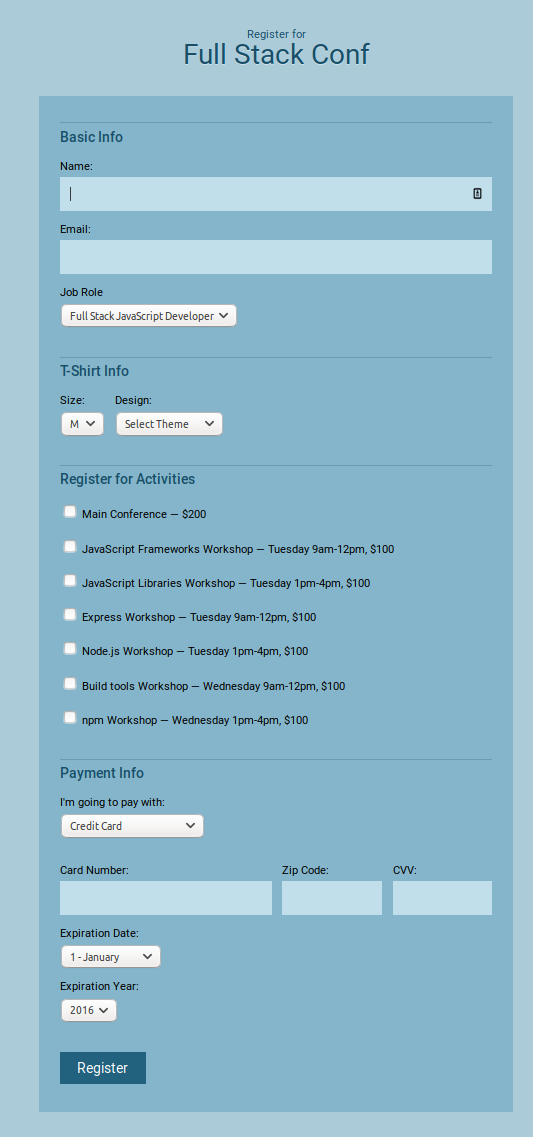 Register for
Full Stack Conf
Basic Info
Name:
Email:
Job Role
Full Stack JavaScript Developer
T-Shirt Info
Size: Design:
M Select Theme
Register for Activities
Main Conference — $200
JavaScript Frameworks Workshop — Tuesday 9am-12pm, $100
JavaScript Libraries Workshop — Tuesday 1pm-4pm, $100
Express Workshop — Tuesday 9am-12pm, $100
Node.js Workshop — Tuesday 1pm-4pm, $100
Build tools Workshop — Wednesday 9am-12pm, $100
npm Workshop — Wednesday 1pm-4pm, $100
Payment Info
I'm going to pay with:
Credit Card
Card Number: Zip Code: CVV:
Expiration Date:
1 - January
Expiration Year:
2016
Register